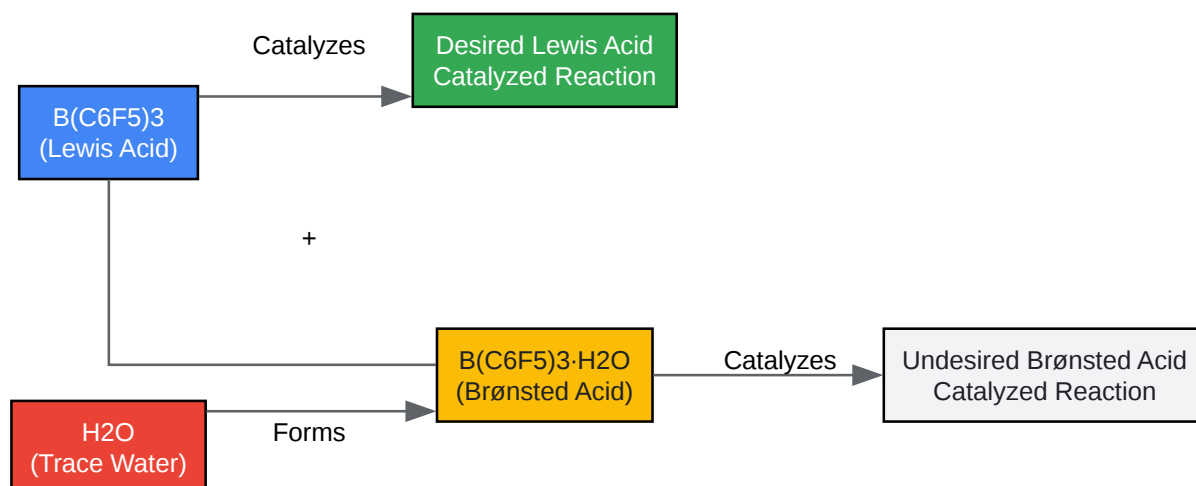 Catalyzes
Desired Lewis Acid
Catalyzed Reaction
B(C6F5)3
(Lewis Acid)
+
B(C6F5)3·H2O
(Brønsted Acid)
Catalyzes
Undesired Brønsted Acid
Catalyzed Reaction
H2O
(Trace Water)
Forms